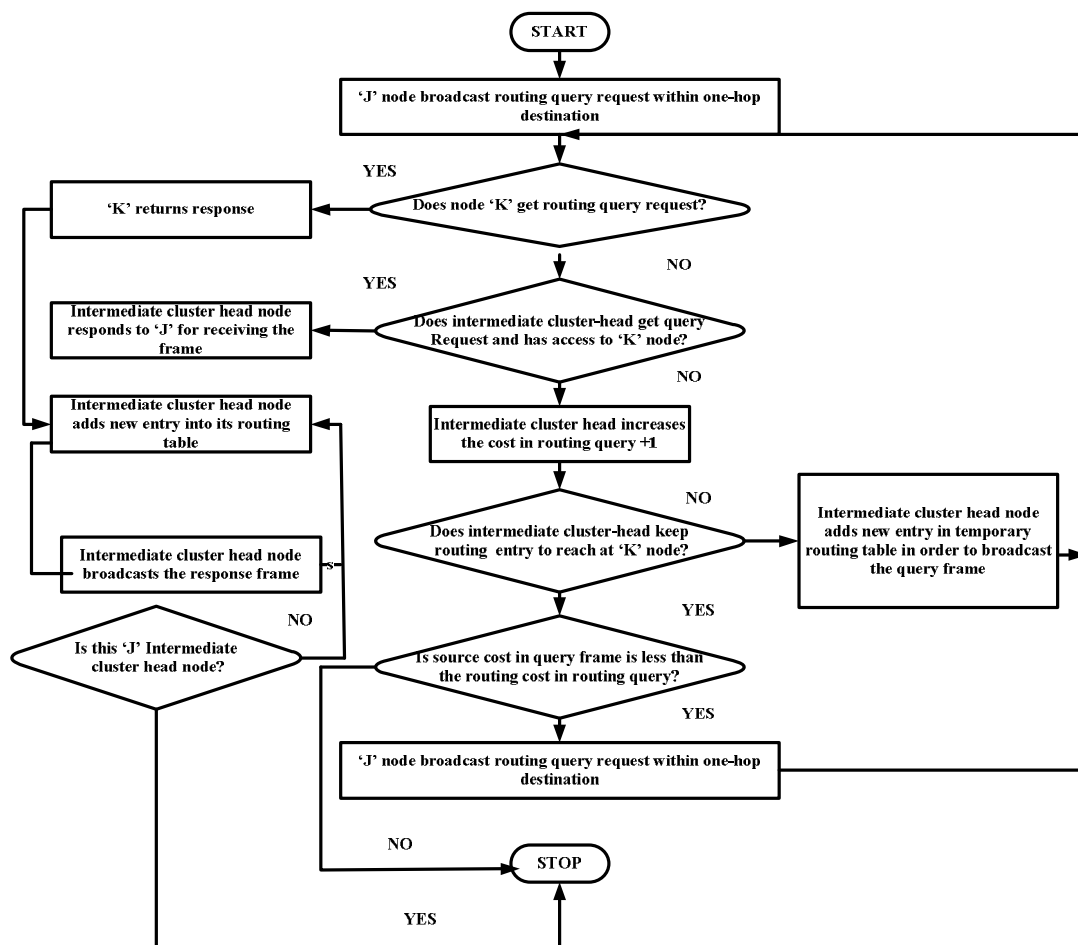 START
‘J’ node broadcast routing query request within one-hop
destination
YES
‘K’ returns response
Does node ‘K’ get routing query request?
NO
YES
Intermediate cluster head node
responds to ‘J’ for receiving the
frame
Does intermediate cluster-head get query
Request and has access to ‘K’ node?
NO
Intermediate cluster head node
adds new entry into its routing
table
Intermediate cluster head increases
the cost in routing query +1
NO
Does intermediate cluster-head keep
routing entry to reach at ‘K’ node?
Intermediate cluster head node
adds new entry in temporary
routing table in order to broadcast
the query frame
Intermediate cluster head node
broadcasts the response frame
s
YES
NO
Is this ‘J’ Intermediate
cluster head node?
Is source cost in query frame is less than
the routing cost in routing query?
YES
‘J’ node broadcast routing query request within one-hop
destination
NO
STOP
YES